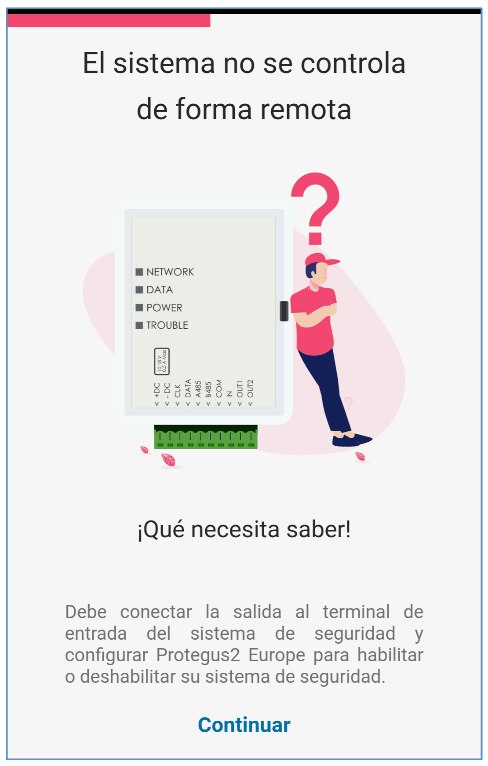 El sistema no se controla
de forma remota
?
NETWORK
DATA
POWER
TROUBLE
< +DC
< - DC
< CLK
< DATA
< A485
< B485
< COM
< IN
< OUT1
< OUT2
¡Qué necesita saber!
Debe conectar la salida al terminal de
entrada del sistema de seguridad y
configurar Protegus2 Europe para habilitar
o deshabilitar su sistema de seguridad.
Continuar